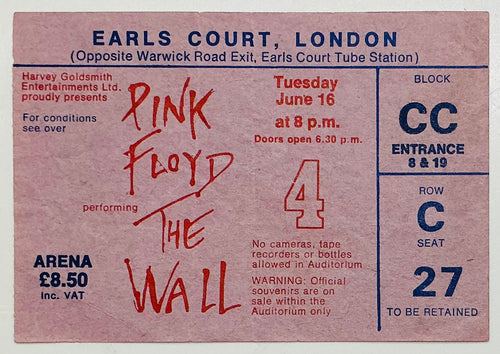 EARLS COURT, LONDON
(Opposite Warwick Road Exit, Earls Court Tube Station)
Harvey Goldsmith
Entertainments Ltd.
proudly presents
For conditions
see over
PINK
FLOYD
performing
THE
WALL
ARENA
£8.50
inc. VAT
Tuesday
June 16
at 8 p.m.
Doors open 6.30 p.m.
4
No cameras, tape
recorders or bottles
allowed in Auditorium
WARNING: Official
souvenirs are on
sale within the
Auditorium only
BLOCK
CC
ENTRANCE
8 & 19
ROW
C
SEAT
27
TO BE RETAINED